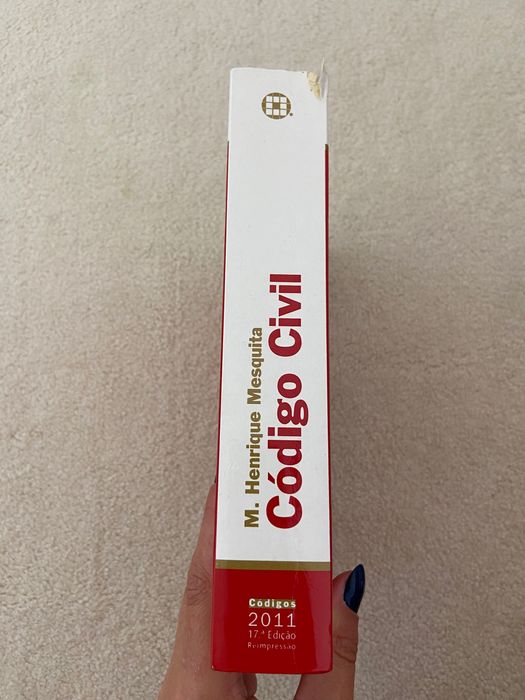 M. Henrique Mesquita
Código Civil
Códigos
2011
17.ª Edição
Reimpressão